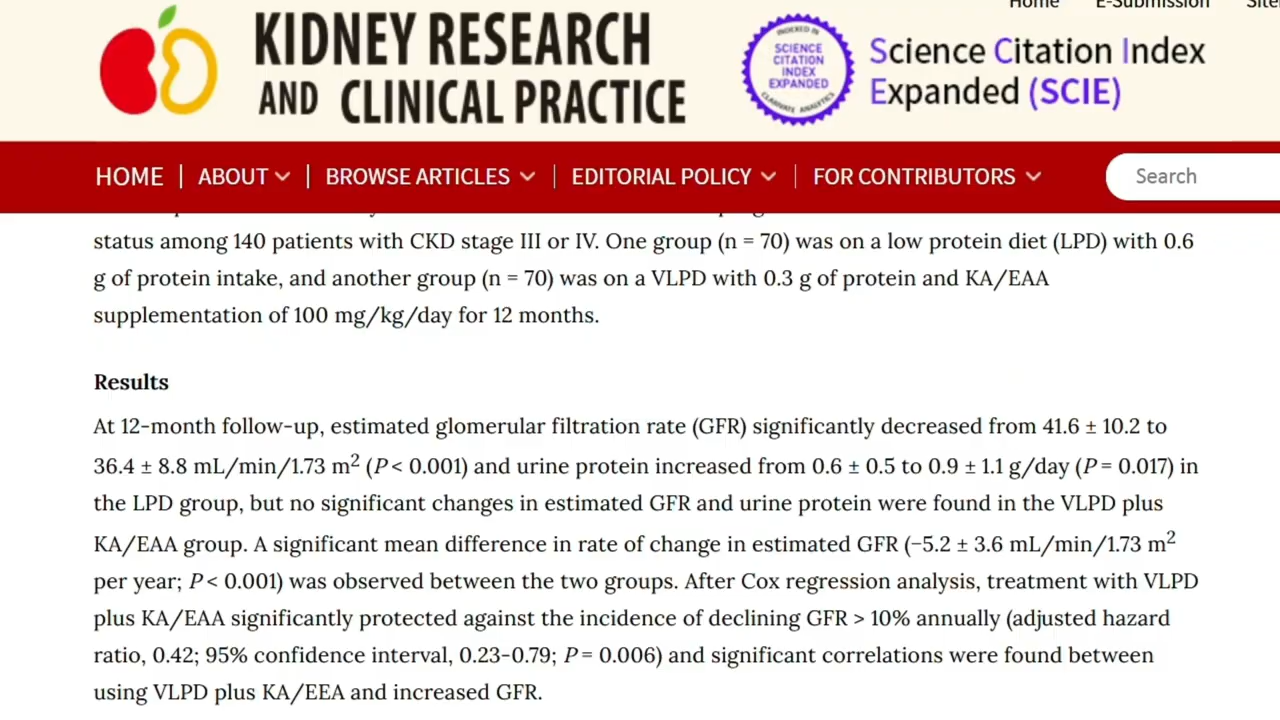 Home E-Submission
KIDNEY RESEARCH
AND CLINICAL PRACTICE
INDEXED IN
SCIENCE
CITATION
INDEX
EXPANDED
CLARIVATE ANALYTICS
Science Citation Index
Expanded (SCIE)
HOME | ABOUT | BROWSE ARTICLES | EDITORIAL POLICY | FOR CONTRIBUTORS Search
status among 140 patients with CKD stage III or IV. One group (n = 70) was on a low protein diet (LPD) with 0.6
g of protein intake, and another group (n = 70) was on a VLPD with 0.3 g of protein and KA/EAA
supplementation of 100 mg/kg/day for 12 months.
Results
At 12-month follow-up, estimated glomerular filtration rate (GFR) significantly decreased from 41.6 ± 10.2 to
36.4 ± 8.8 mL/min/1.73 m² (P < 0.001) and urine protein increased from 0.6 ± 0.5 to 0.9 ± 1.1 g/day (P = 0.017) in
the LPD group, but no significant changes in estimated GFR and urine protein were found in the VLPD plus
KA/EAA group. A significant mean difference in rate of change in estimated GFR (−5.2 ± 3.6 mL/min/1.73 m²
per year; P < 0.001) was observed between the two groups. After Cox regression analysis, treatment with VLPD
plus KA/EAA significantly protected against the incidence of declining GFR > 10% annually (adjusted hazard
ratio, 0.42; 95% confidence interval, 0.23-0.79; P = 0.006) and significant correlations were found between
using VLPD plus KA/EEA and increased GFR.